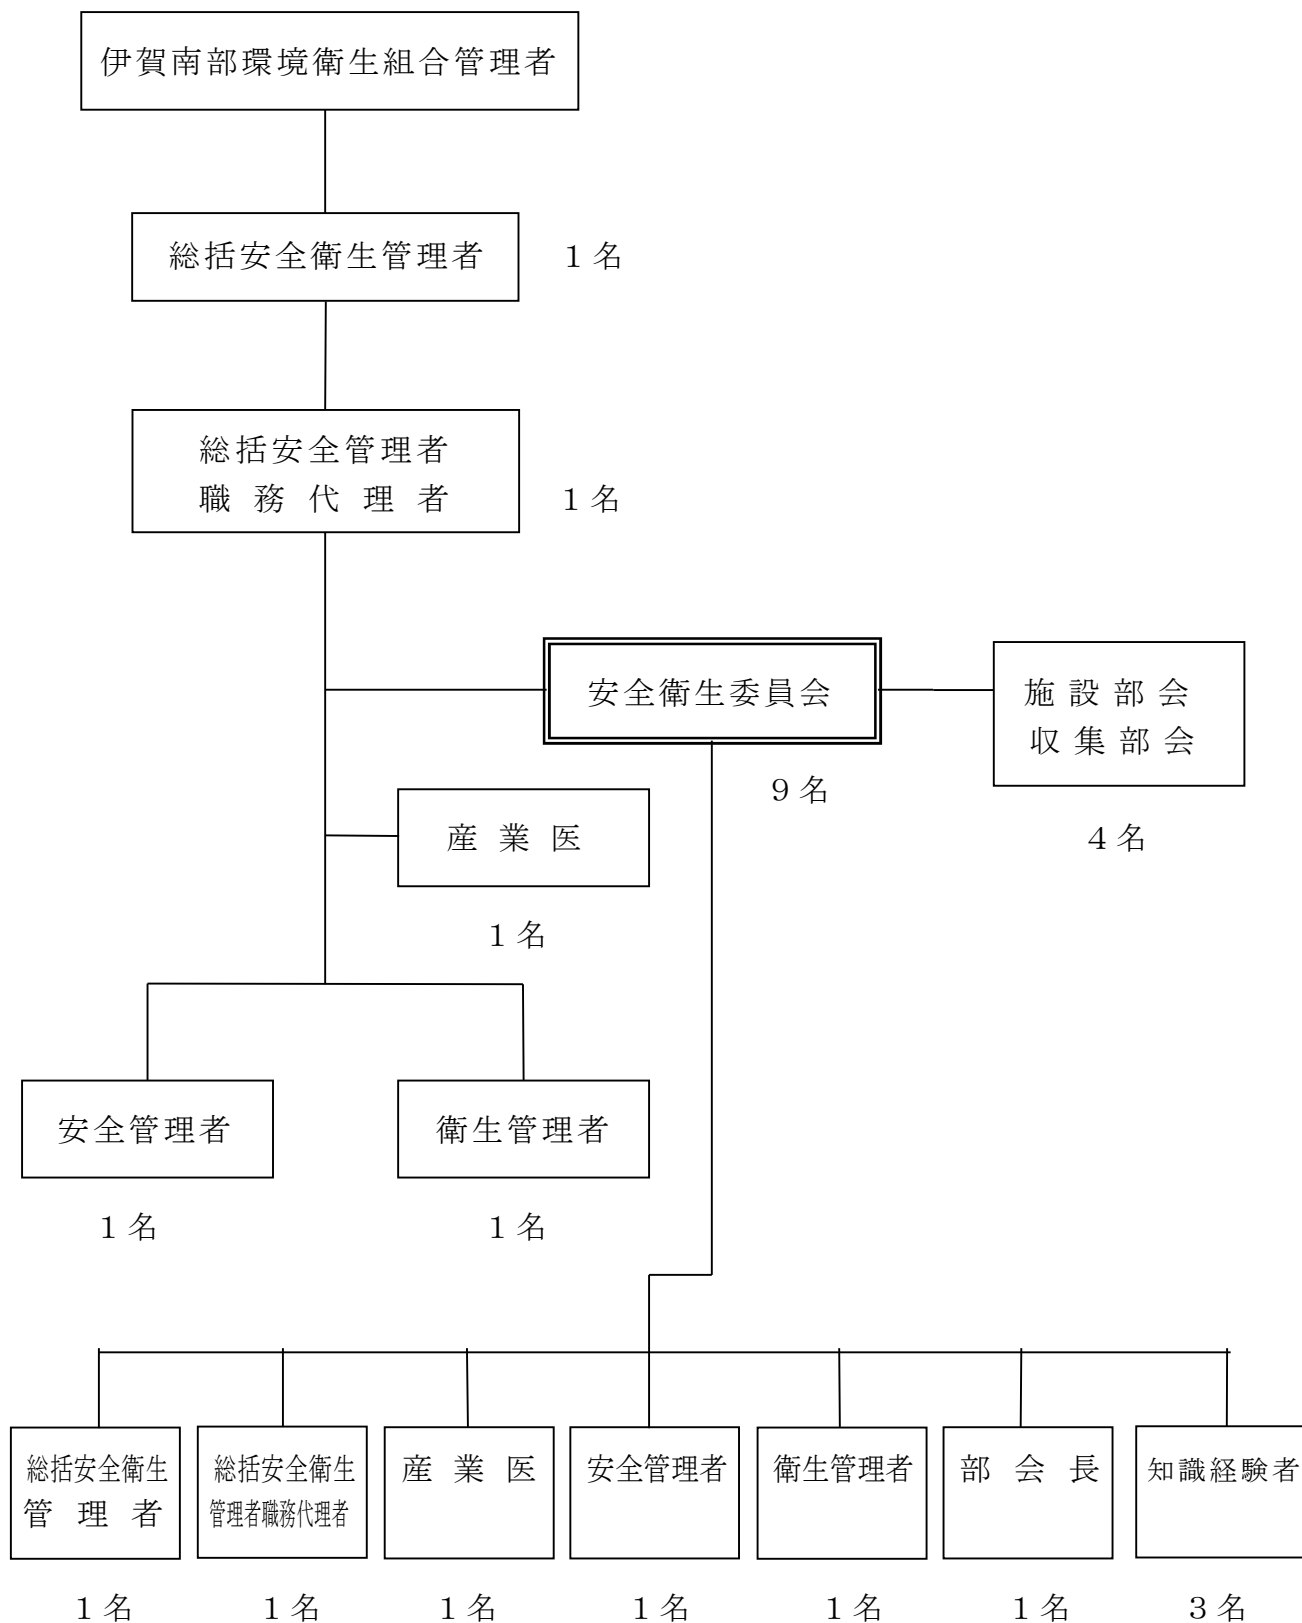 伊賀南部環境衛生組合管理者
総括安全衛生管理者
１名
総括安全管理者
職務代理者
１名
安全衛生委員会
９名
施設部会
収集部会
４名
産業医
１名
安全管理者
１名
衛生管理者
１名
総括安全衛生
管理者
１名
総括安全衛生
管理者職務代理者
１名
産業医
１名
安全管理者
１名
衛生管理者
１名
部会長
１名
知識経験者
３名